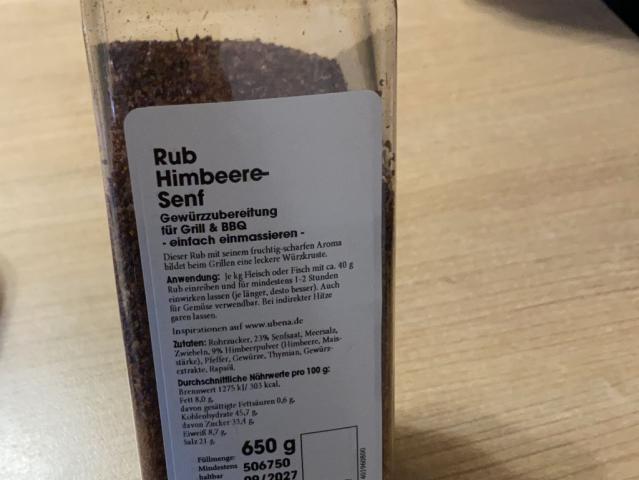 Rub
Himbeere-
Senf
Gewürzzubereitung
für Grill & BBQ
- einfach einmassieren -
Dieser Rub mit seinem fruchtig-scharfen Aroma
bildet beim Grillen eine leckere Würzkruste.
Anwendung: Je kg Fleisch oder Fisch mit ca. 40 g
Rub einreiben und für mindestens 1-2 Stunden
einwirken lassen (je länger, desto besser). Auch
für Gemüse verwendbar. Bei indirekter Hitze
garen lassen.
Inspirationen auf www.ubena.de
Zutaten: Rohrzucker, 23% Senfsaat, Meersalz,
Zwiebeln, 9% Himbeerpulver (Himbeere, Mais-
stärke), Pfeffer, Gewürze, Thymian, Gewürz-
extrakte, Rapsöl.
Durchschnittliche Nährwerte pro 100 g:
Brennwert 1275 kJ/ 303 kcal,
Fett 8,0 g,
davon gesättigte Fettsäuren 0,6 g,
Kohlenhydrate 45,7 g,
davon Zucker 33,4 g,
Eiweiß 8,7 g,
Salz 21 g.
Füllmenge: 650 g
Mindestens 506750
haltbar 09/2027